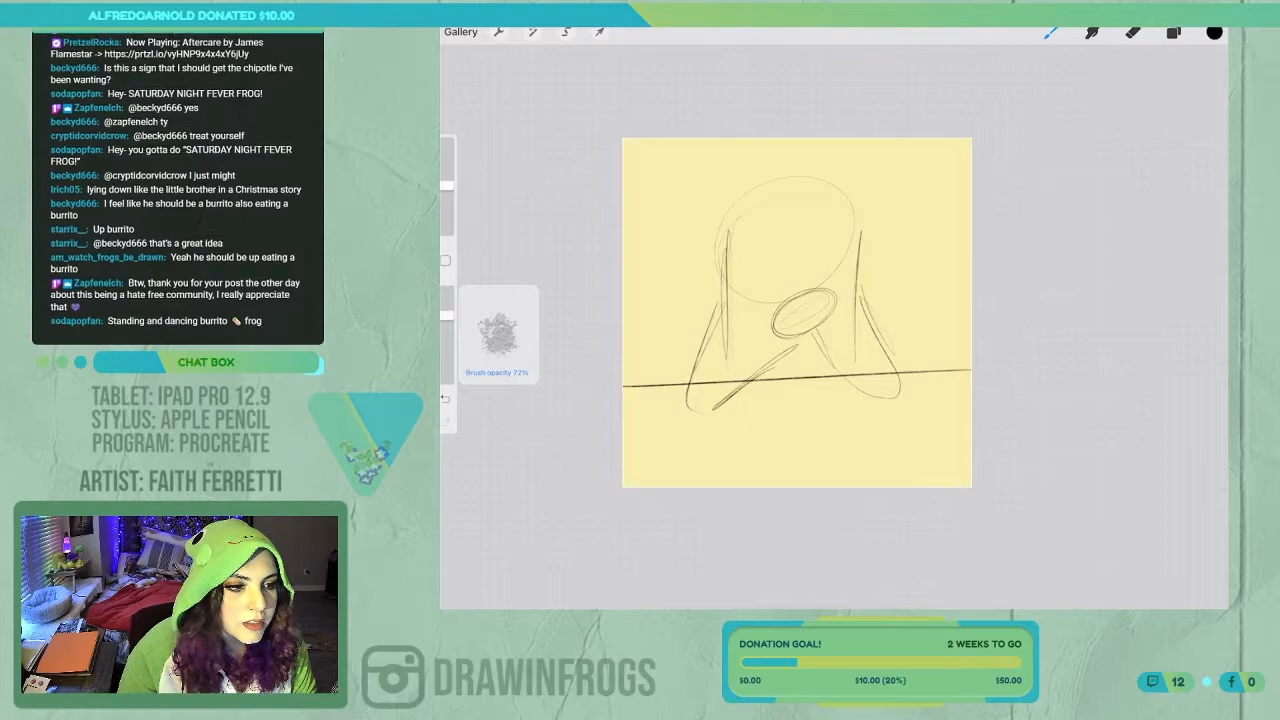 ALFREDOARNOLD DONATED $10.00
PretzelRocks: Now Playing: Aftercare by James
Flamestar -> https://prtzl.io/vyHNP9x4x4xY6jUy
beckyd666: Is this a sign that I should get the chipotle I've
been wanting?
sodapopfan: Hey- SATURDAY NIGHT FEVER FROG!
Zapfenelch: @beckyd666 yes
beckyd666: @zapfenelch ty
cryptidcorvidcrow: @beckyd666 treat yourself
sodapopfan: Hey- you gotta do "SATURDAY NIGHT FEVER
FROG!"
beckyd666: @cryptidcorvidcrow I just might
lrich05: lying down like the little brother in a Christmas story
beckyd666: I feel like he should be a burrito also eating a
burrito
starrix__: Up burrito
starrix__: @beckyd666 that's a great idea
am_watch_frogs_be_drawn: Yeah he should be up eating a
burrito
Zapfenelch: Btw, thank you for your post the other day
about this being a hate free community, I really appreciate
that 💜
sodapopfan: Standing and dancing burrito 🌯 frog
CHAT BOX
TABLET: IPAD PRO 12.9
STYLUS: APPLE PENCIL
PROGRAM: PROCREATE
ARTIST: FAITH FERRETTI
Gallery
Brush opacity 72%
DRAWINFROGS
DONATION GOAL! 2 WEEKS TO GO
$0.00 $10.00 (20%) $50.00
12 0